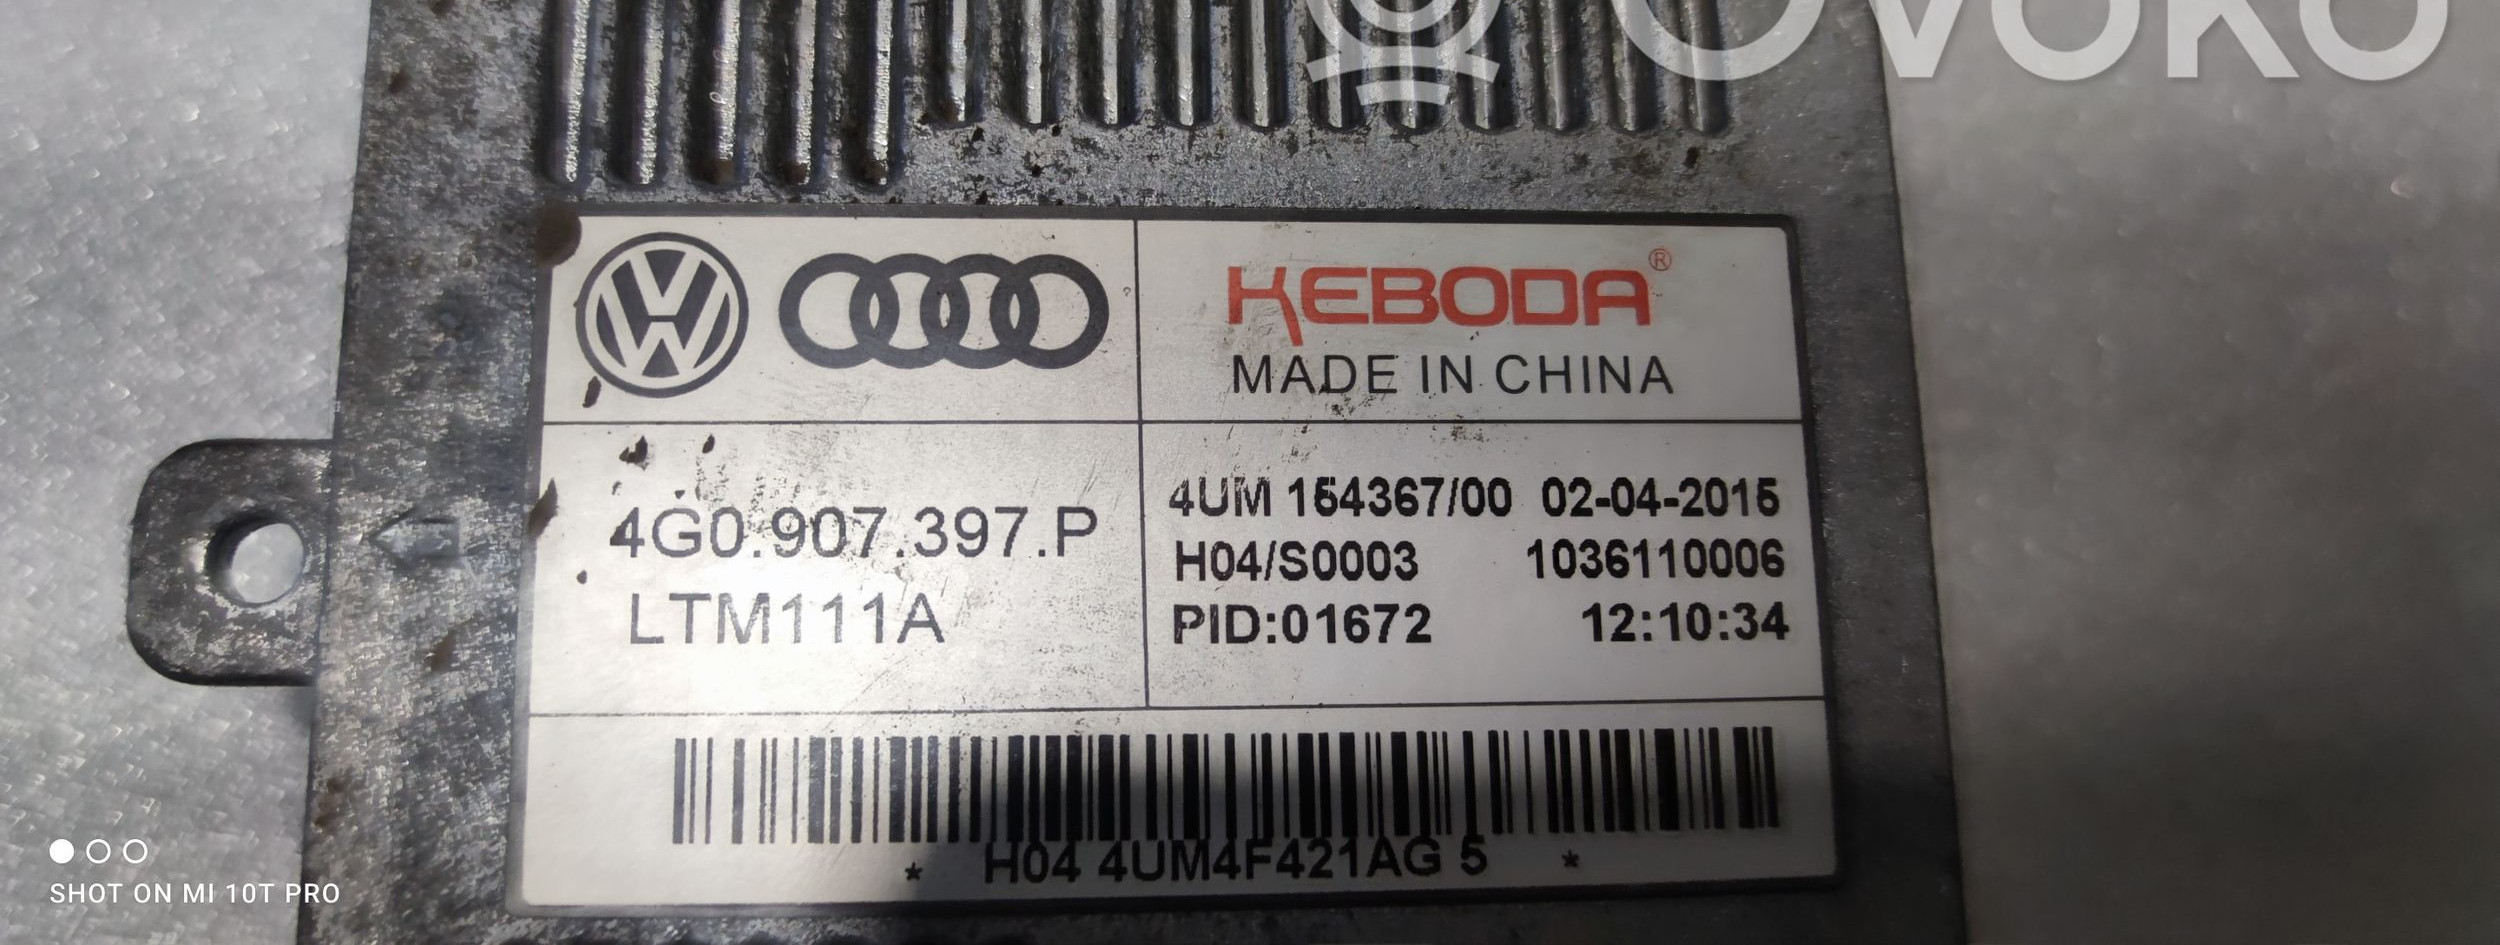 OVOKO
KEBODA®
MADE IN CHINA
4G0.907.397.P
LTM111A
4UM 154367/00 02-04-2015
H04/S0003 1036110006
PID:01672 12:10:34
* H04 4UM4F421AG 5 *
SHOT ON MI 10T PRO